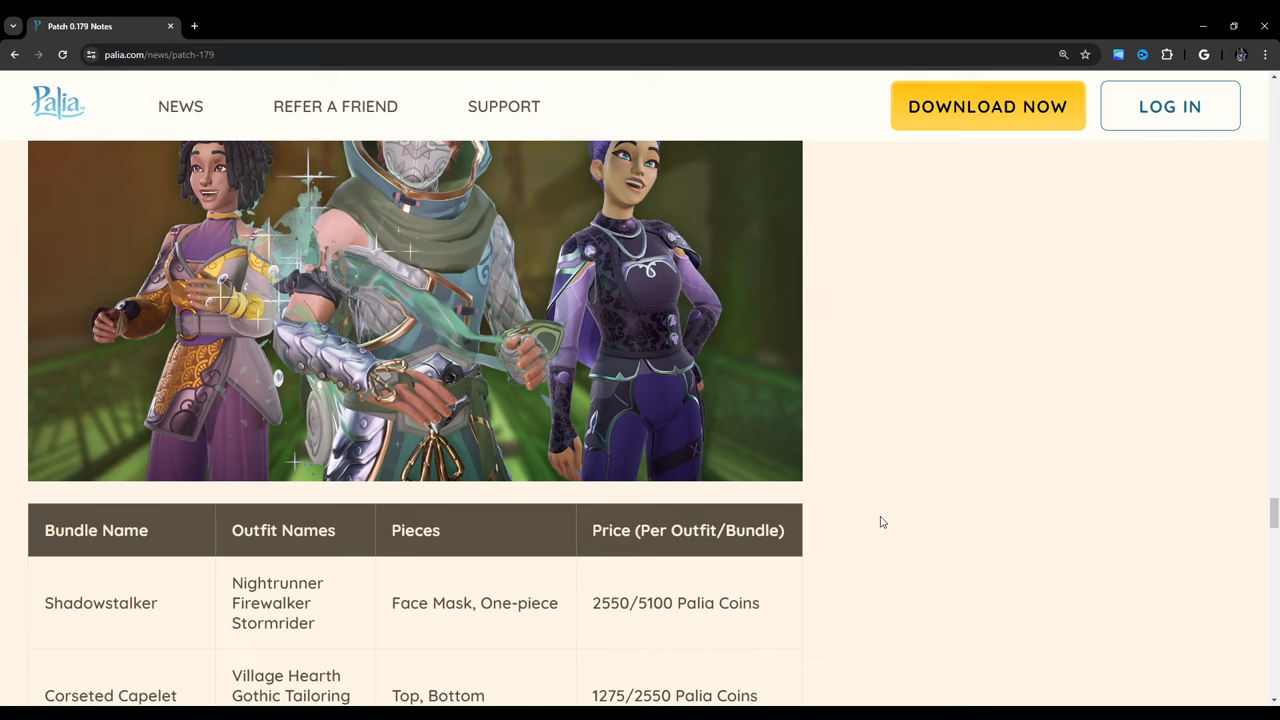 Patch 0.179 Notes
palia.com/news/patch-179
Palia
NEWS
REFER A FRIEND
SUPPORT
DOWNLOAD NOW
LOG IN
Bundle Name
Outfit Names
Pieces
Price (Per Outfit/Bundle)
Shadowstalker
Nightrunner
Firewalker
Stormrider
Face Mask, One-piece
2550/5100 Palia Coins
Corseted Capelet
Village Hearth
Gothic Tailoring
Top, Bottom
1275/2550 Palia Coins